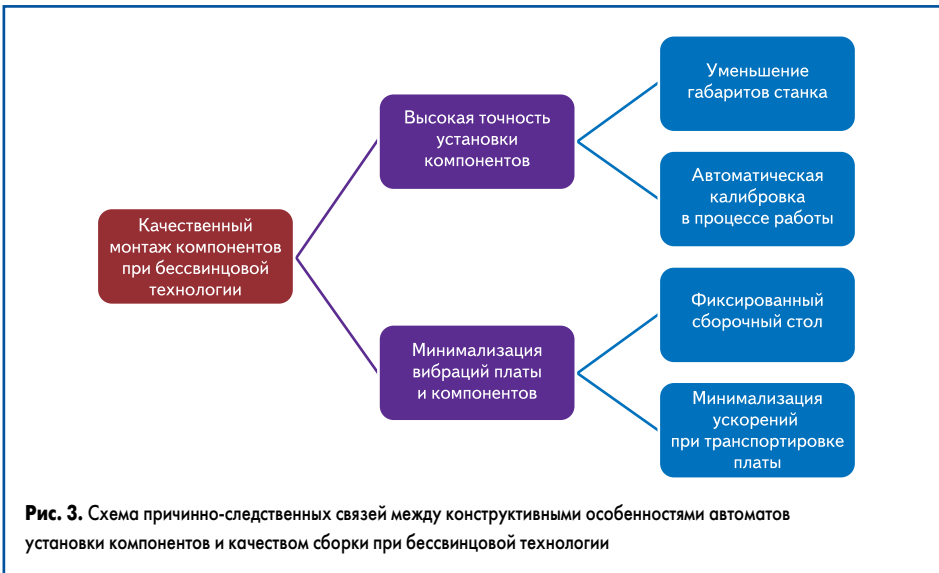 Качественный
монтаж компонентов
при бессвинцовой
технологии
Высокая точность
установки
компонентов
Минимализация
вибраций платы
и компонентов
Уменьшение
габаритов станка
Автоматическая
калибровка
в процессе работы
Фиксированный
сборочный стол
Минимализация
ускорений
при транспортировке
платы
Рис. 3. Схема причинно-следственных связей между конструктивными особенностями автоматов
установки компонентов и качеством сборки при бессвинцовой технологии